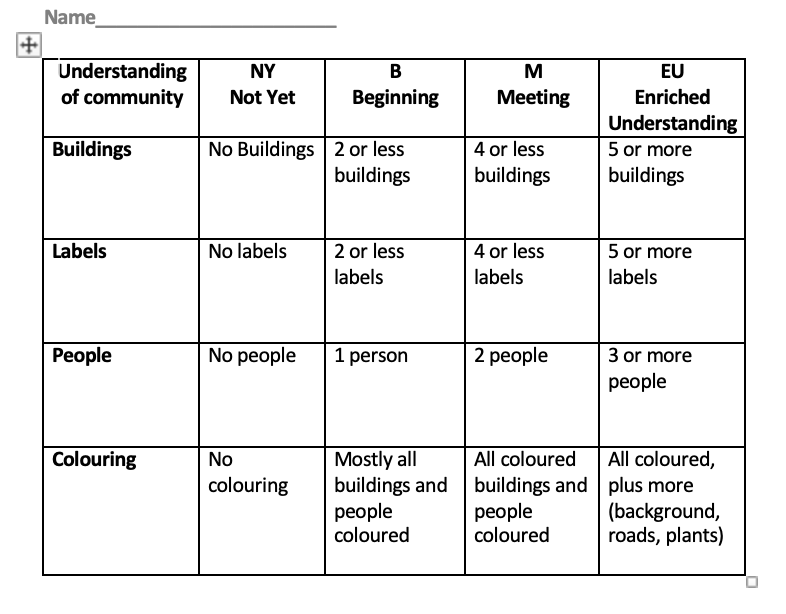 Name______________________
Understanding of community
NY Not Yet
B Beginning
M Meeting
EU Enriched Understanding
Buildings
No Buildings
2 or less
buildings
4 or less
buildings
5 or more
buildings
Labels
No labels
2 or less
labels
4 or less
labels
5 or more
labels
People
No people
1 person
2 people
3 or more
people
Colouring
No
colouring
Mostly all
buildings and
people
coloured
All coloured
buildings and
people
coloured
All coloured,
plus more
(background,
roads, plants)